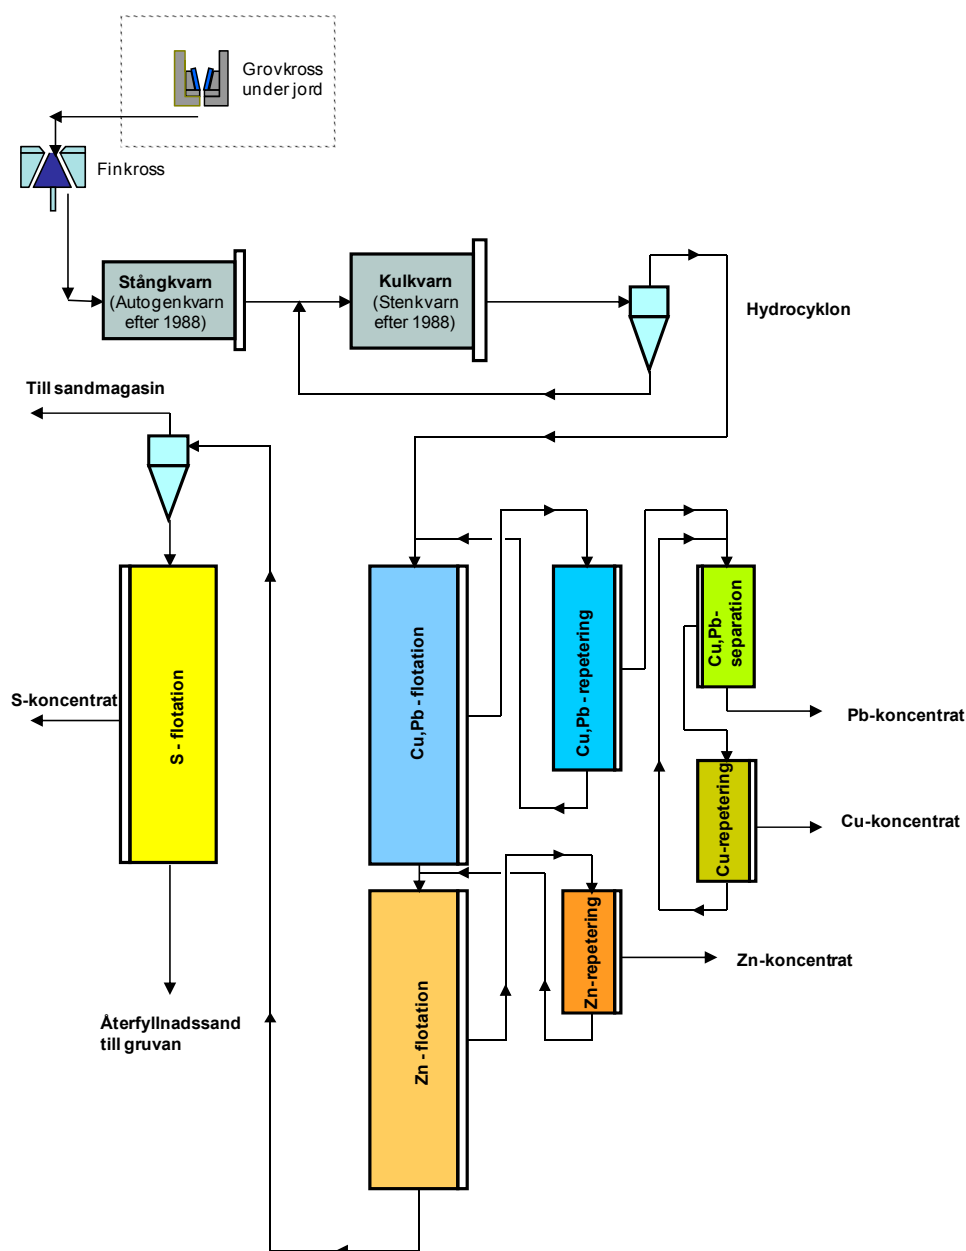 Grovkross
under jord
Finkross
Stångkvarn
(Autogenkvarn
efter 1988)
Kulkvarn
(Stenkvarn
efter 1988)
Hydrocyklon
Till sandmagasin
S-koncentrat
S - flotation
Cu,Pb - flotation
Cu,Pb - repetering
Cu,Pb-
separation
Pb-koncentrat
Cu-repetering
Cu-koncentrat
Zn - flotation
Zn-repetering
Zn-koncentrat
Återfyllnadssand
till gruvan